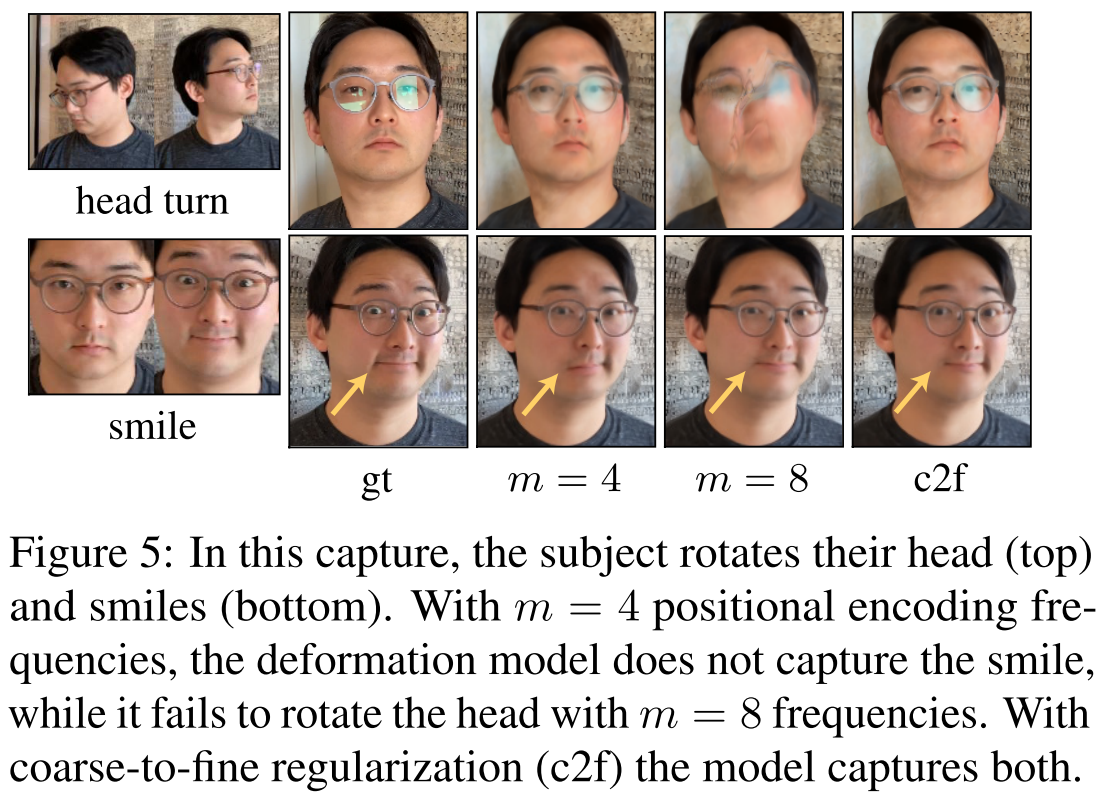 head turn
smile
gt
m = 4
m = 8
c2f
Figure 5: In this capture, the subject rotates their head (top)
and smiles (bottom). With m = 4 positional encoding fre-
quencies, the deformation model does not capture the smile,
while it fails to rotate the head with m = 8 frequencies. With
coarse-to-fine regularization (c2f) the model captures both.